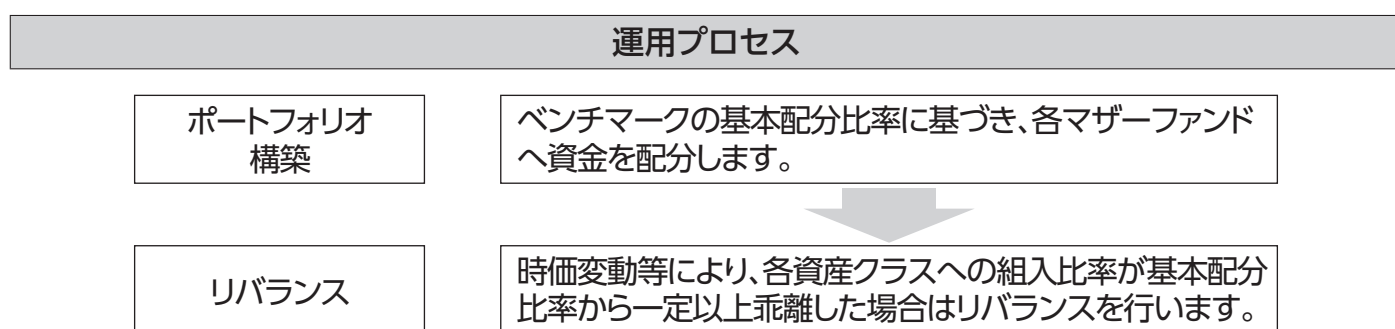 運用プロセス
ポートフォリオ
構築
ベンチマークの基本配分比率に基づき、各マザーファンド
へ資金を配分します。
リバランス
時価変動等により、各資産クラスへの組入比率が基本配分
比率から一定以上乖離した場合はリバランスを行います。